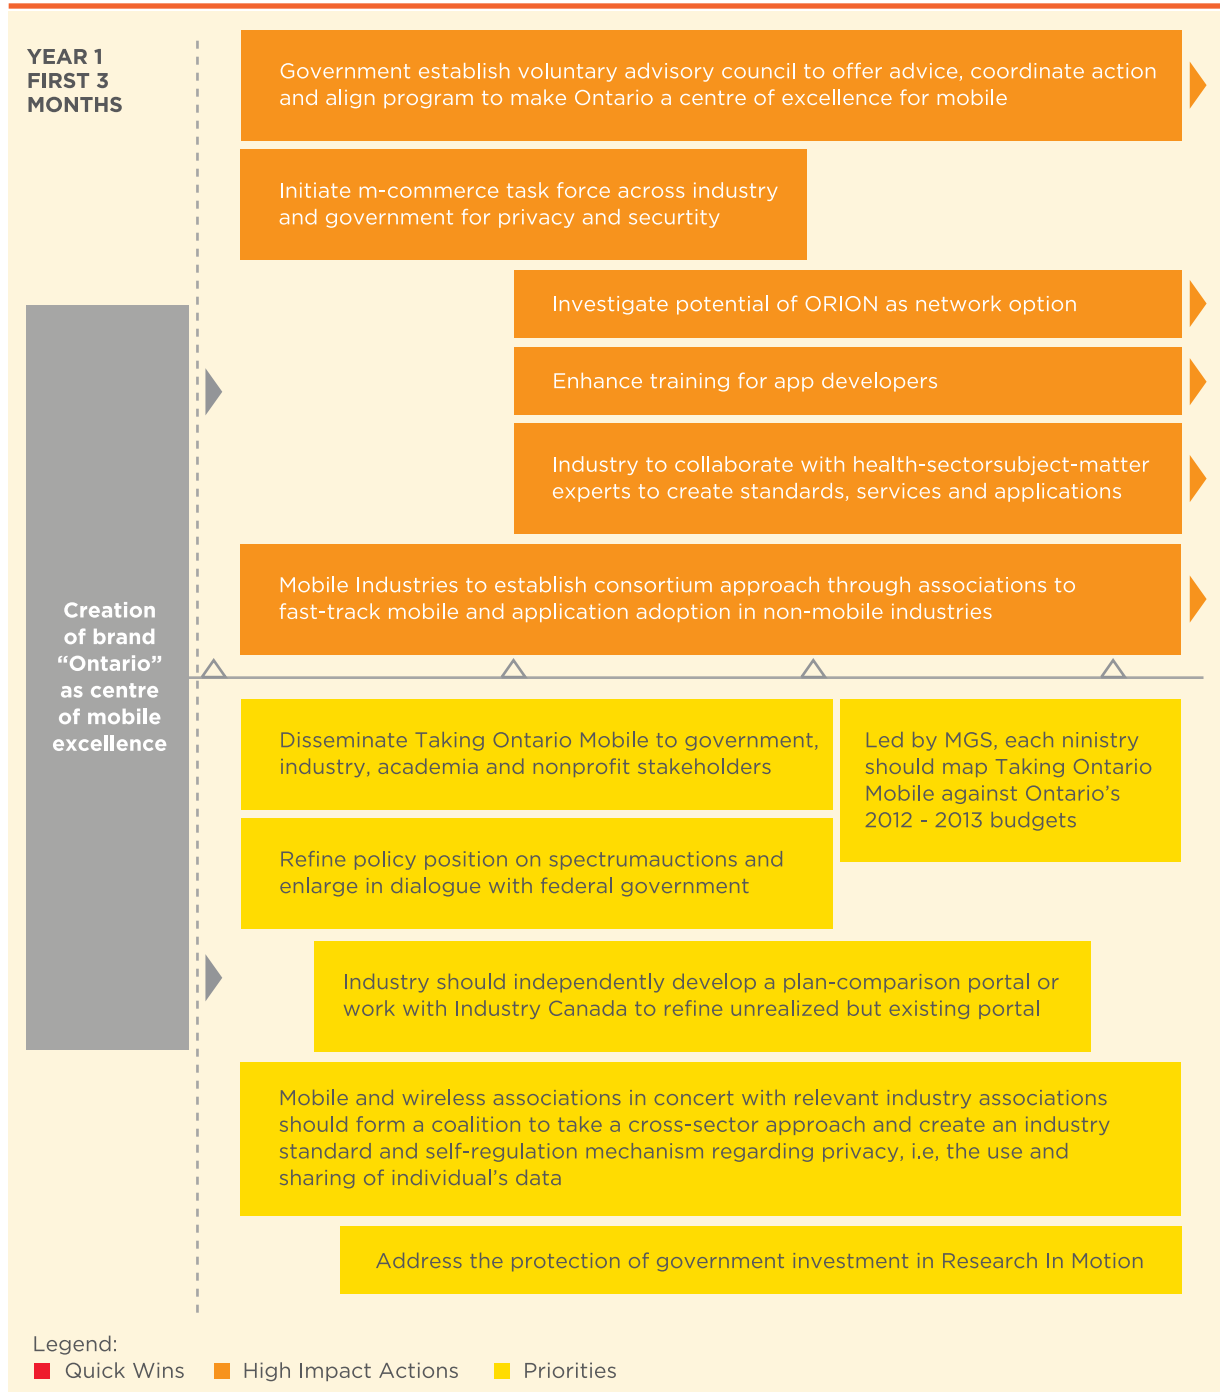 YEAR 1
FIRST 3
MONTHS
Government establish voluntary advisory council to offer advice, coordinate action
and align program to make Ontario a centre of excellence for mobile
Initiate m-commerce task force across industry
and government for privacy and securtity
Investigate potential of ORION as network option
Enhance training for app developers
Industry to collaborate with health-sectorsubject-matter
experts to create standards, services and applications
Mobile Industries to establish consortium approach through associations to
fast-track mobile and application adoption in non-mobile industries
Creation
of brand
“Ontario”
as centre
of mobile
excellence
Disseminate Taking Ontario Mobile to government,
industry, academia and nonprofit stakeholders
Led by MGS, each ninistry
should map Taking Ontario
Mobile against Ontario’s
2012 - 2013 budgets
Refine policy position on spectrumauctions and
enlarge in dialogue with federal government
Industry should independently develop a plan-comparison portal or
work with Industry Canada to refine unrealized but existing portal
Mobile and wireless associations in concert with relevant industry associations
should form a coalition to take a cross-sector approach and create an industry
standard and self-regulation mechanism regarding privacy, i.e, the use and
sharing of individual’s data
Address the protection of government investment in Research In Motion
Legend:
Quick Wins
High Impact Actions
Priorities